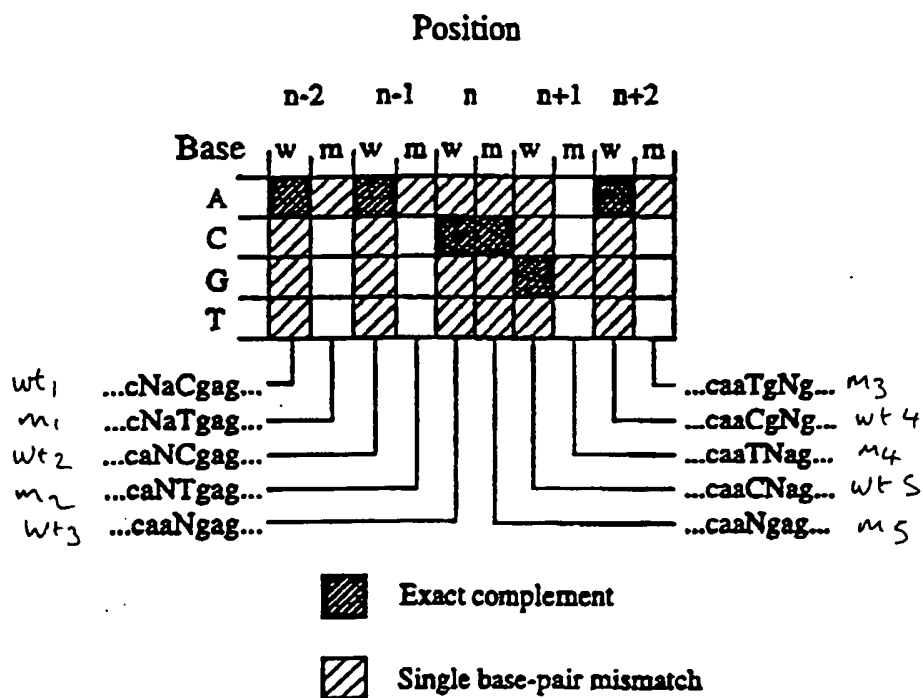 Position
n-2 n-1 n n+1 n+2
Base w m w m w m w m w m
A
C
G
T
wt1 ...cNaCgag... ...caaTgNg... m3
m1 ...cNaTgag... ...caaCgNg... wt4
wt2 ...caNCgag... ...caaTNag... m4
m2 ...caNTgag... ...caaCNag... wt5
wt3 ...caaNgag... ...caaNgag... m5
Exact complement
Single base-pair mismatch